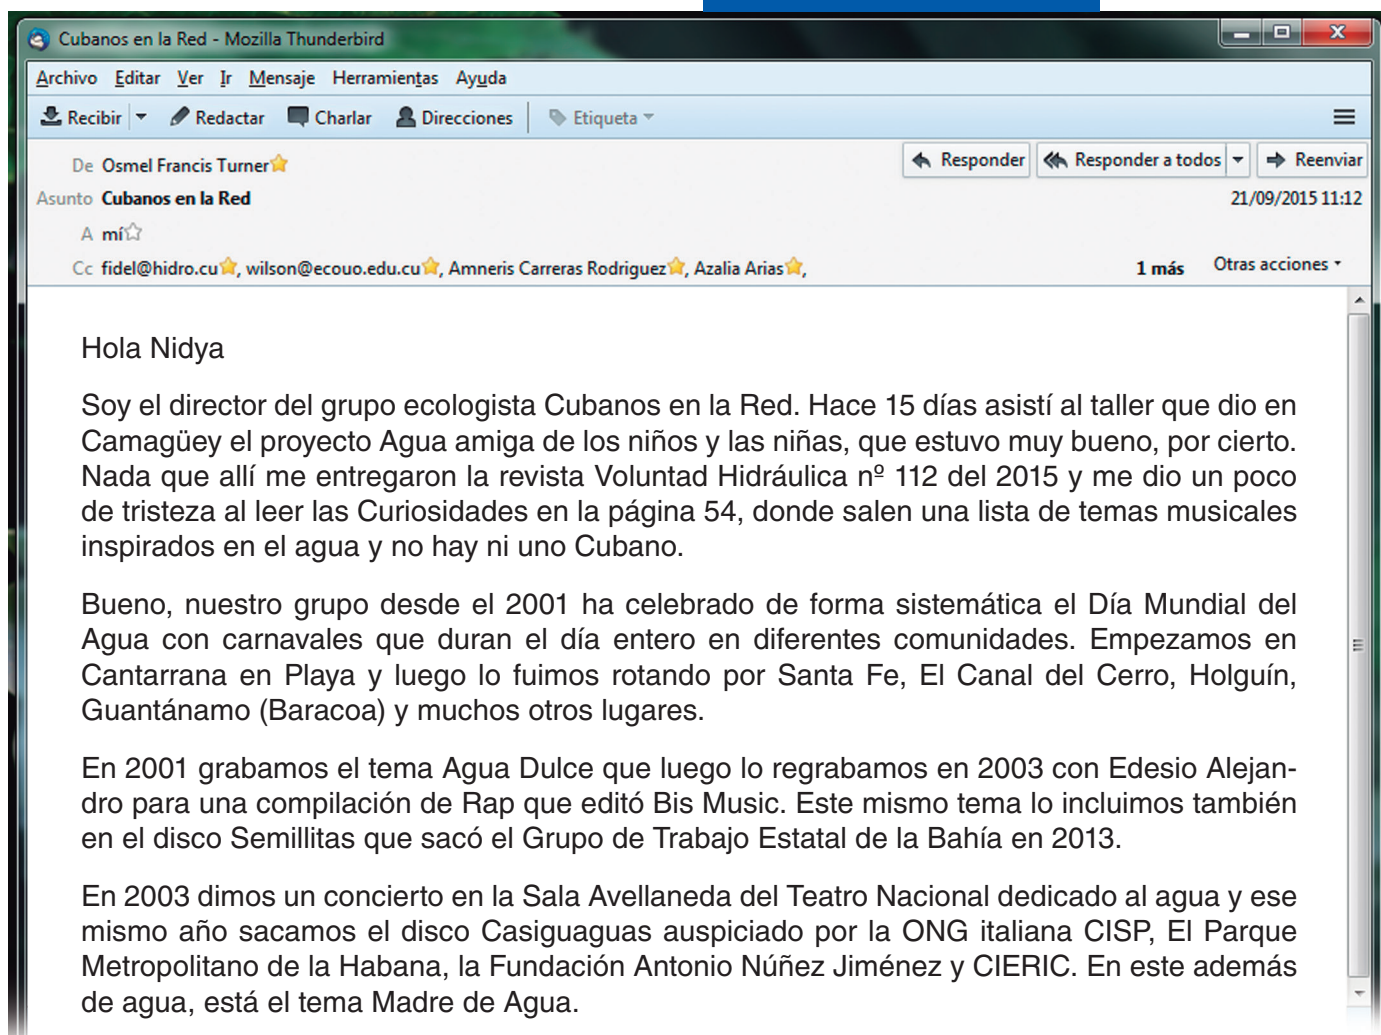 Cubanos en la Red - Mozilla Thunderbird
Archivo Editar Ver Ir Mensaje Herramientas Ayuda
Recibir Redactar Charlar Direcciones Etiqueta
De Osmel Francis Turner Responder Responder a todos Reenviar
Asunto Cubanos en la Red 21/09/2015 11:12
A mí
Cc fidel@hidro.cu, wilson@ecouo.edu.cu, Amneris Carreras Rodriguez, Azalia Arias, 1 más Otras acciones
Hola Nidya
Soy el director del grupo ecologista Cubanos en la Red. Hace 15 días asistí al taller que dio en
Camagüey el proyecto Agua amiga de los niños y las niñas, que estuvo muy bueno, por cierto.
Nada que allí me entregaron la revista Voluntad Hidráulica nº 112 del 2015 y me dio un poco
de tristeza al leer las Curiosidades en la página 54, donde salen una lista de temas musicales
inspirados en el agua y no hay ni uno Cubano.
Bueno, nuestro grupo desde el 2001 ha celebrado de forma sistemática el Día Mundial del
Agua con carnavales que duran el día entero en diferentes comunidades. Empezamos en
Cantarrana en Playa y luego lo fuimos rotando por Santa Fe, El Canal del Cerro, Holguín,
Guantánamo (Baracoa) y muchos otros lugares.
En 2001 grabamos el tema Agua Dulce que luego lo regrabamos en 2003 con Edesio Alejan-
dro para una compilación de Rap que editó Bis Music. Este mismo tema lo incluimos también
en el disco Semillitas que sacó el Grupo de Trabajo Estatal de la Bahía en 2013.
En 2003 dimos un concierto en la Sala Avellaneda del Teatro Nacional dedicado al agua y ese
mismo año sacamos el disco Casiguaguas auspiciado por la ONG italiana CISP, El Parque
Metropolitano de la Habana, la Fundación Antonio Núñez Jiménez y CIERIC. En este además
de agua, está el tema Madre de Agua.